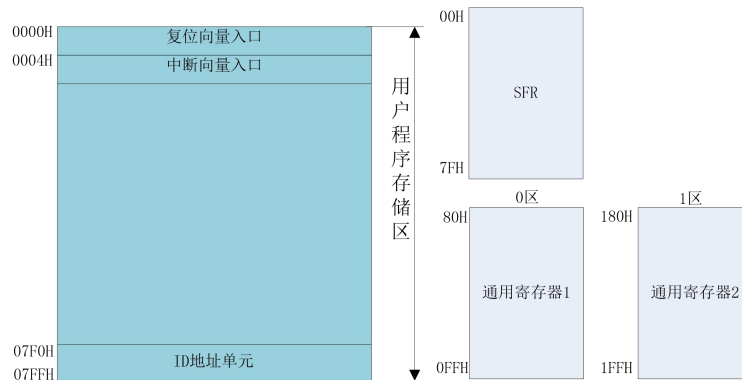 0000H
复位向量入口
0004H
中断向量入口
用户程序存储区
07F0H
ID地址单元
07FFH
00H
SFR
7FH
0区
80H
通用寄存器1
0FFH
1区
180H
通用寄存器2
1FFH